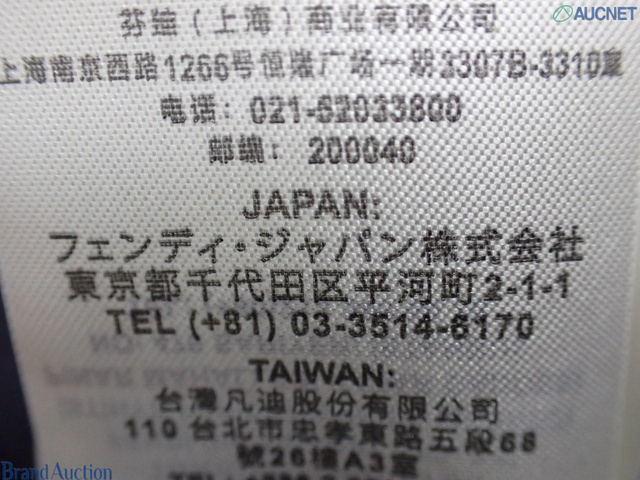 AUCNET
芬迪（上海）商业有限公司
上海南京西路1266号恒隆广场一期3307B-3310室
电话: 021-62033800
邮编: 200040
JAPAN:
フェンディ・ジャパン株式会社
東京都千代田区平河町2-1-1
TEL (+81) 03-3514-6170
TAIWAN:
台灣凡迪股份有限公司
110 台北市忠孝東路五段68
號26樓A3室
Brand Auction